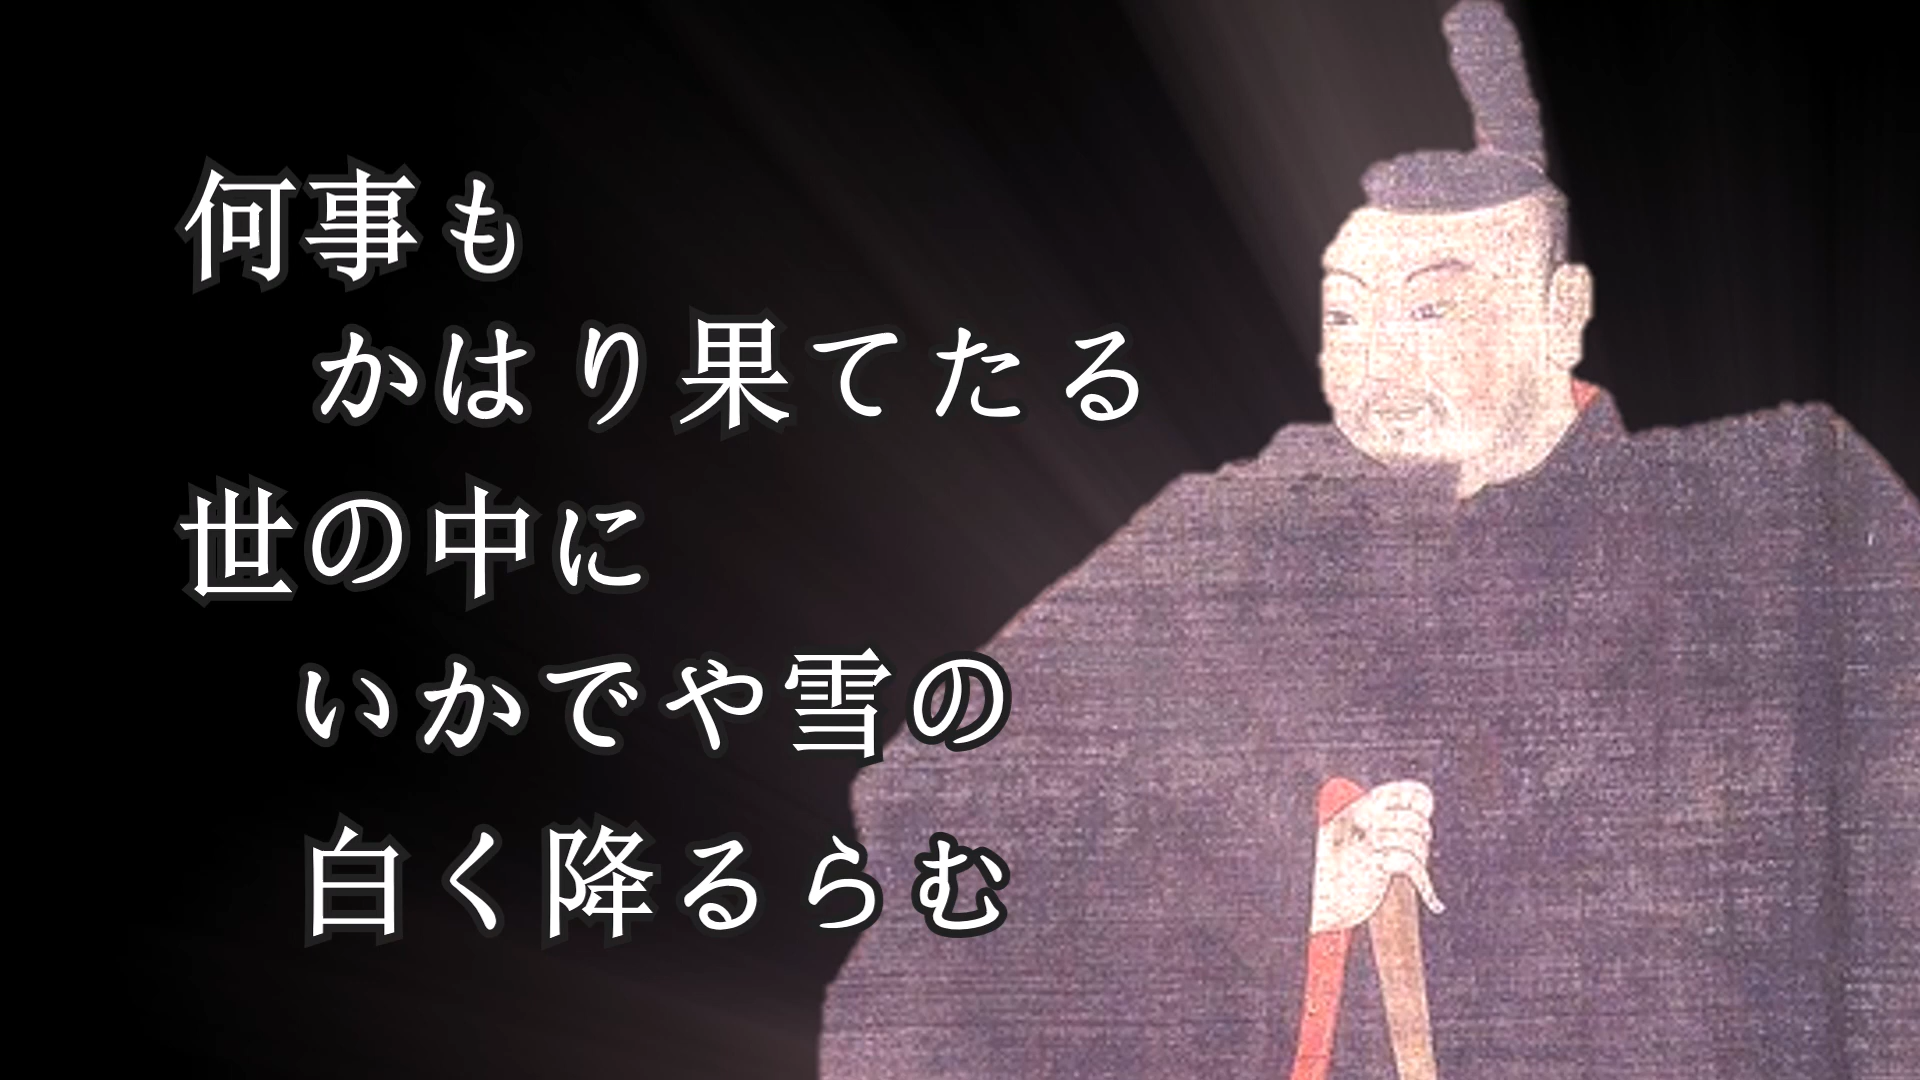 何事も
かはり果てたる
世の中に
いかでや雪の
白く降るらむ